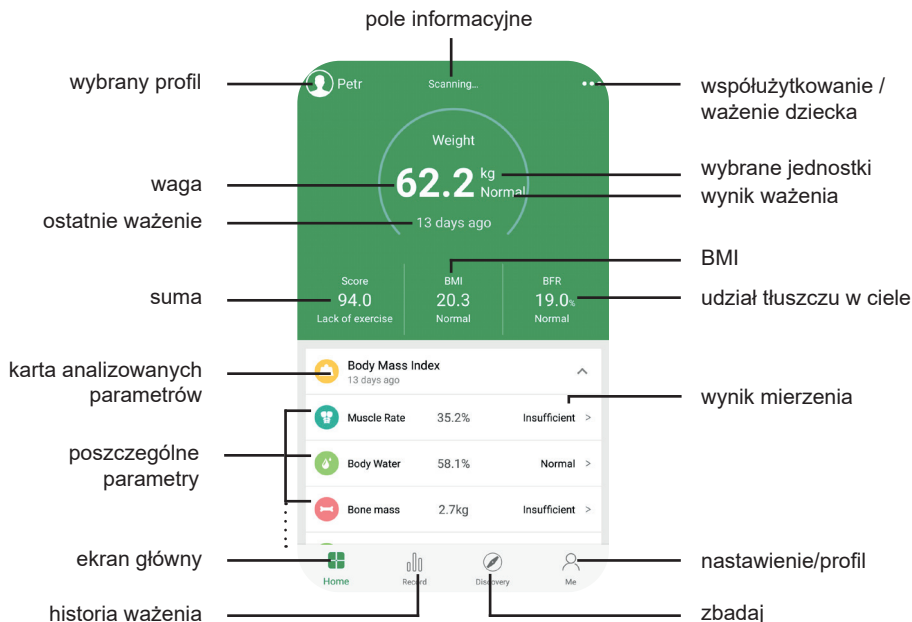 pole informacyjne
wybrany profil
Petr
Scanning...
współużytkowanie /
ważenie dziecka
Weight
waga
62.2
kg
Normal
wybrane jednostki
wynik ważenia
ostatnie ważenie
13 days ago
BMI
suma
Score
BMI
BFR
94.0
20.3
19.0%
Lack of exercise
Normal
Normal
udział tłuszczu w ciele
karta analizowanych
parametrów
Body Mass Index
13 days ago
wynik mierzenia
Muscle Rate 35.2% Insufficient >
poszczególne
parametry
Body Water 58.1% Normal >
Bone mass 2.7kg Insufficient >
ekran główny
nastawienie/profil
Home
Record
Discovery
Me
historia ważenia
zbadaj